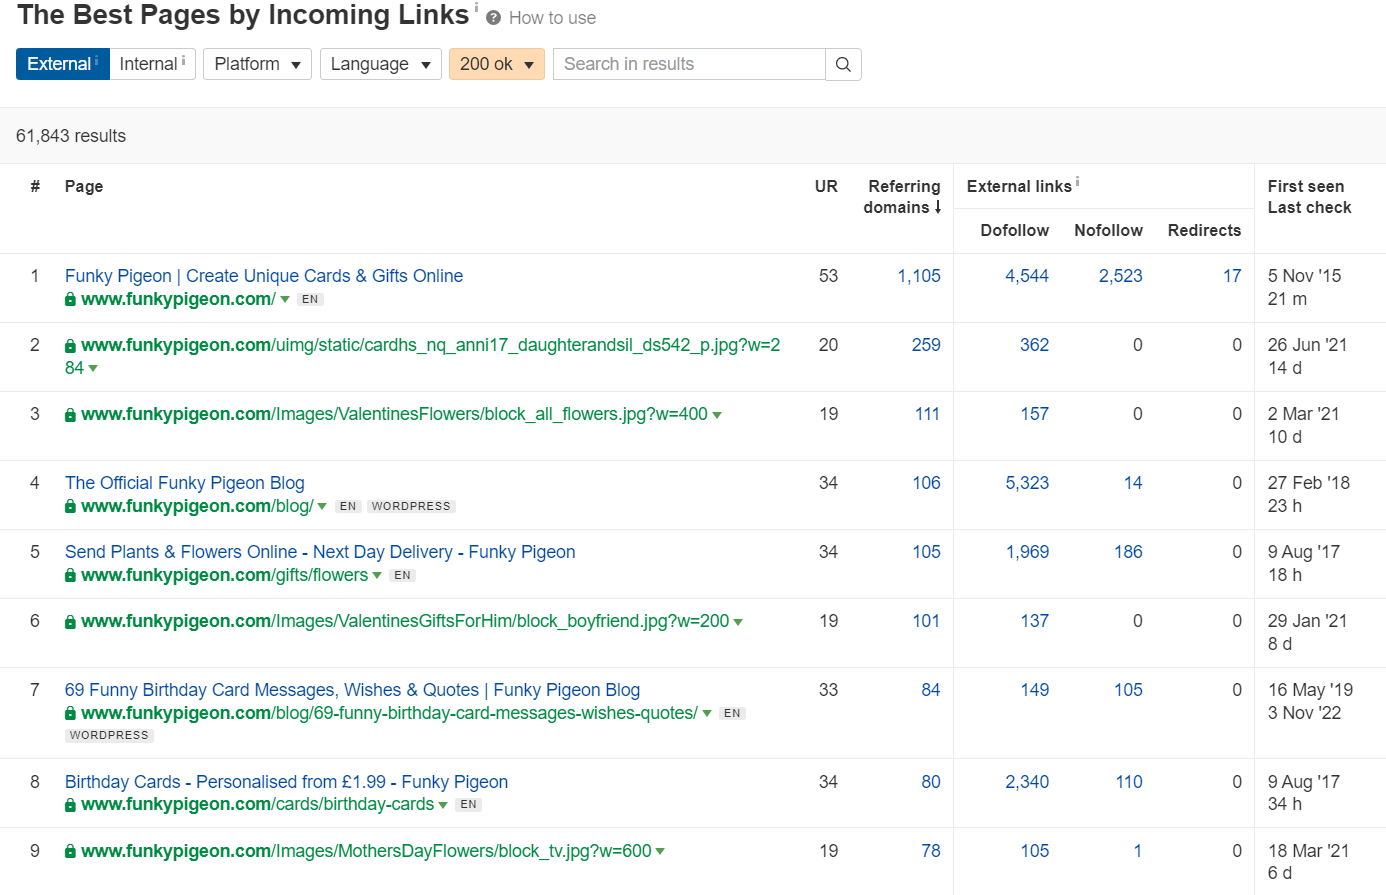 The Best Pages by Incoming Links i ? How to use
External i Internal i Platform Language 200 ok Search in results
61,843 results
# Page UR Referring domains ↓ External links i First seen Last check
Dofollow Nofollow Redirects
1 Funky Pigeon | Create Unique Cards & Gifts Online 53 1,105 4,544 2,523 17 5 Nov '15
www.funkypigeon.com/ EN 21 m
2 www.funkypigeon.com/uimg/static/cardhs_nq_anni17_daughterandsil_ds542_p.jpg?w=2 20 259 362 0 0 26 Jun '21
84 14 d
3 www.funkypigeon.com/Images/ValentinesFlowers/block_all_flowers.jpg?w=400 19 111 157 0 0 2 Mar '21
10 d
4 The Official Funky Pigeon Blog 34 106 5,323 14 0 27 Feb '18
www.funkypigeon.com/blog/ EN WORDPRESS 23 h
5 Send Plants & Flowers Online - Next Day Delivery - Funky Pigeon 34 105 1,969 186 0 9 Aug '17
www.funkypigeon.com/gifts/flowers EN 18 h
6 www.funkypigeon.com/Images/ValentinesGiftsForHim/block_boyfriend.jpg?w=200 19 101 137 0 0 29 Jan '21
8 d
7 69 Funny Birthday Card Messages, Wishes & Quotes | Funky Pigeon Blog 33 84 149 105 0 16 May '19
www.funkypigeon.com/blog/69-funny-birthday-card-messages-wishes-quotes/ EN 3 Nov '22
WORDPRESS
8 Birthday Cards - Personalised from £1.99 - Funky Pigeon 34 80 2,340 110 0 9 Aug '17
www.funkypigeon.com/cards/birthday-cards EN 34 h
9 www.funkypigeon.com/Images/MothersDayFlowers/block_tv.jpg?w=600 19 78 105 1 0 18 Mar '21
6 d